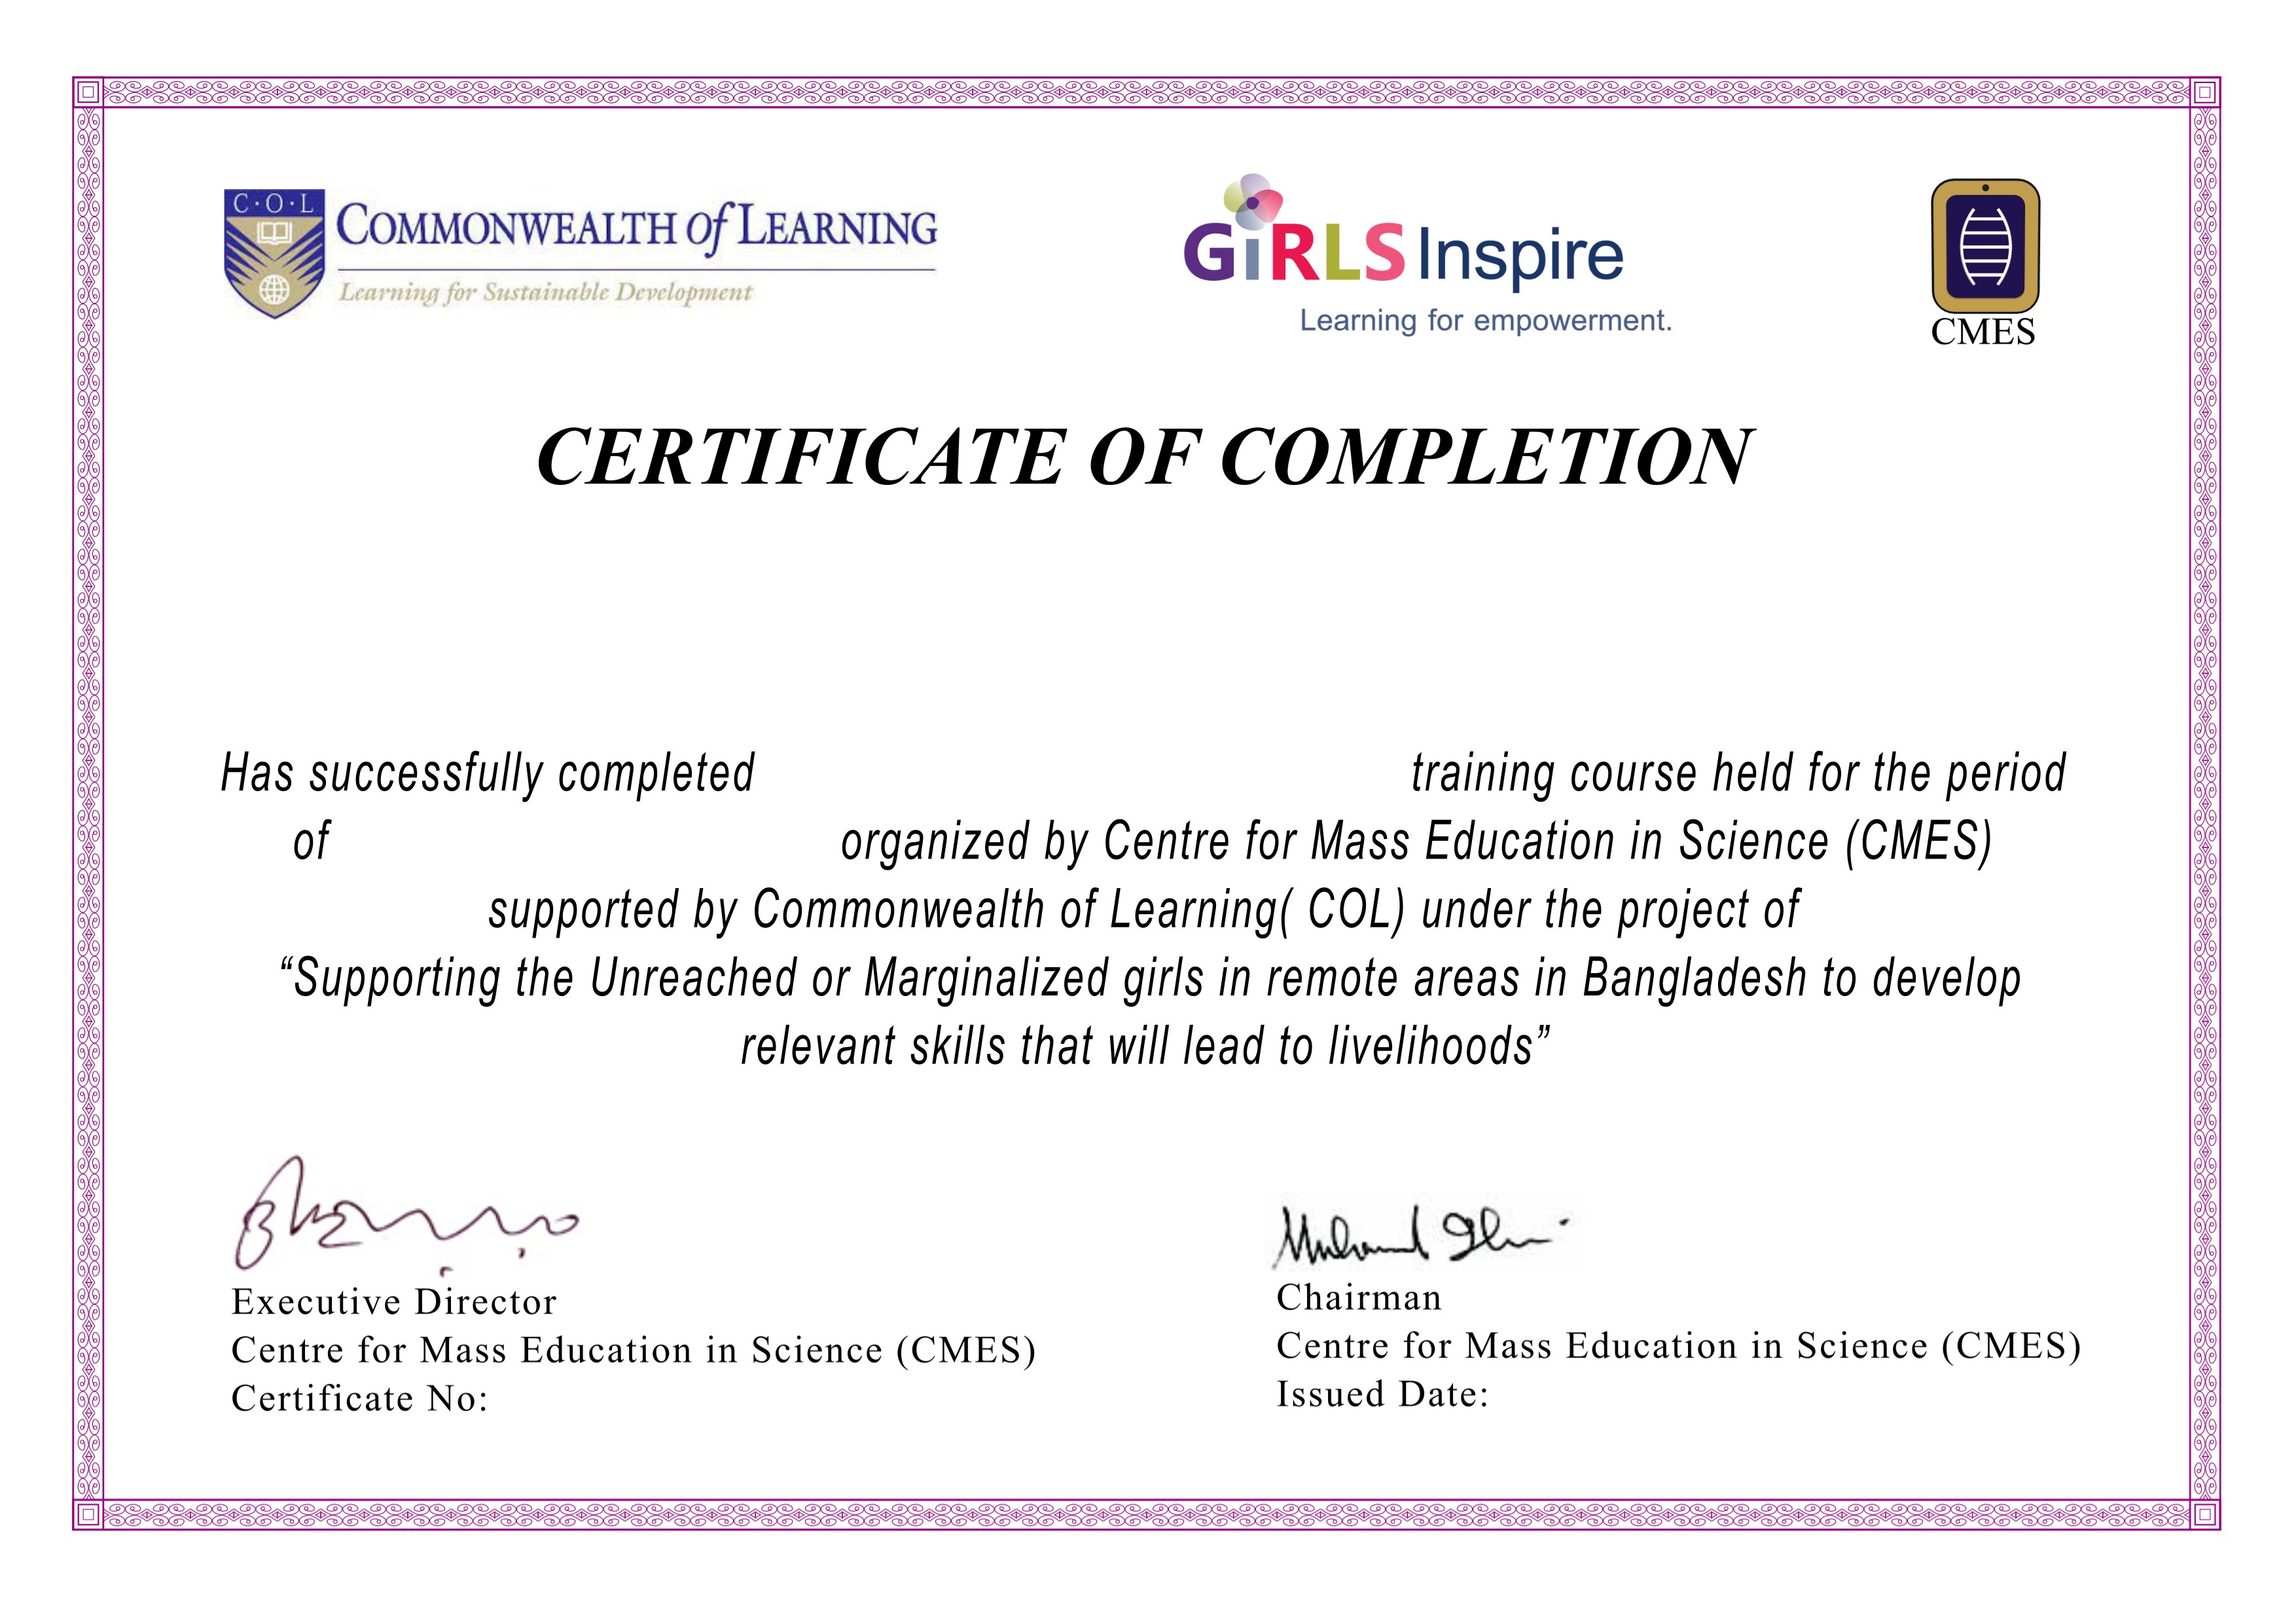 C·O·L
COMMONWEALTH of LEARNING
Learning for Sustainable Development
GiRLS Inspire
Learning for empowerment.
CMES
CERTIFICATE OF COMPLETION
Has successfully completed training course held for the period
of organized by Centre for Mass Education in Science (CMES)
supported by Commonwealth of Learning( COL) under the project of
“Supporting the Unreached or Marginalized girls in remote areas in Bangladesh to develop
relevant skills that will lead to livelihoods”
Executive Director
Centre for Mass Education in Science (CMES)
Certificate No:
Chairman
Centre for Mass Education in Science (CMES)
Issued Date: